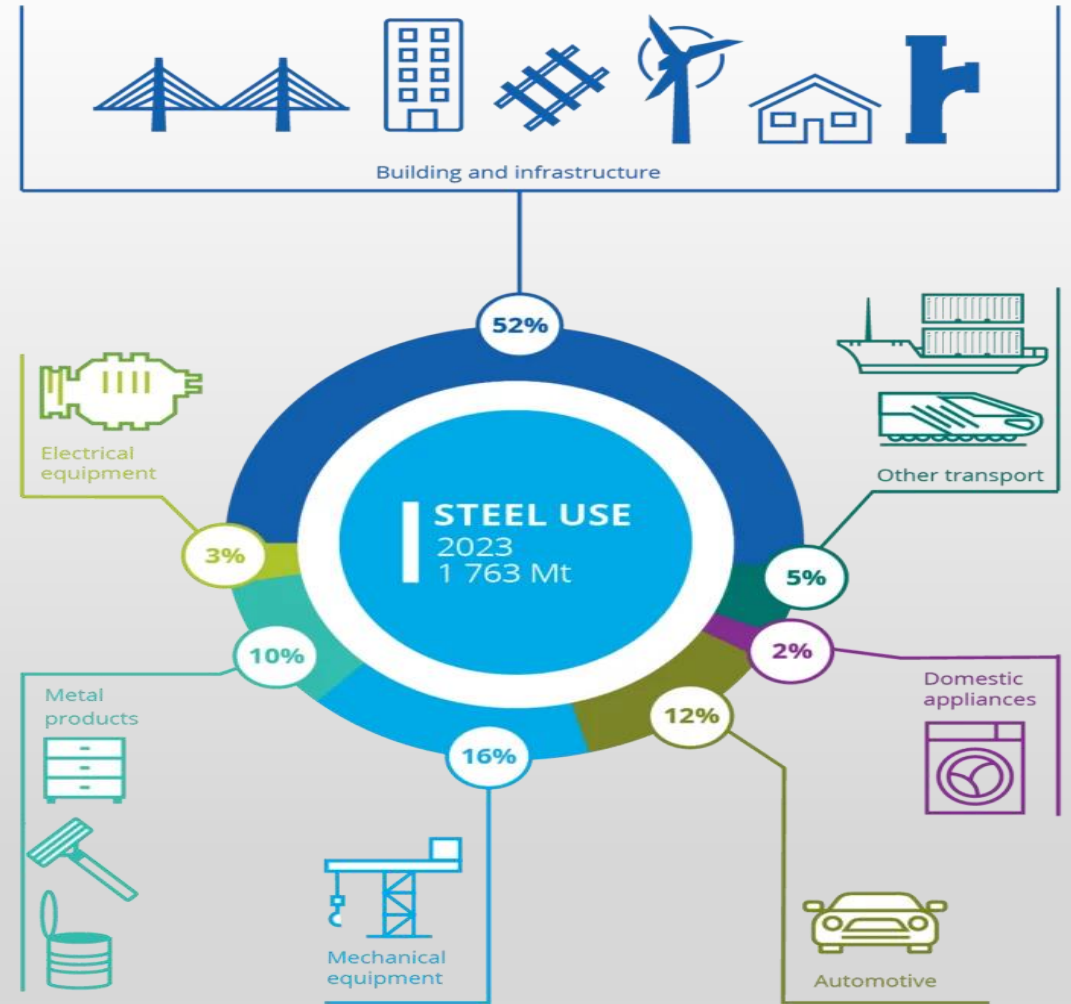 Building and infrastructure
52%
Electrical
equipment
Other transport
STEEL USE
2023
1 763 Mt
3%
5%
10%
2%
Metal
products
Domestic
appliances
12%
16%
Mechanical
equipment
Automotive